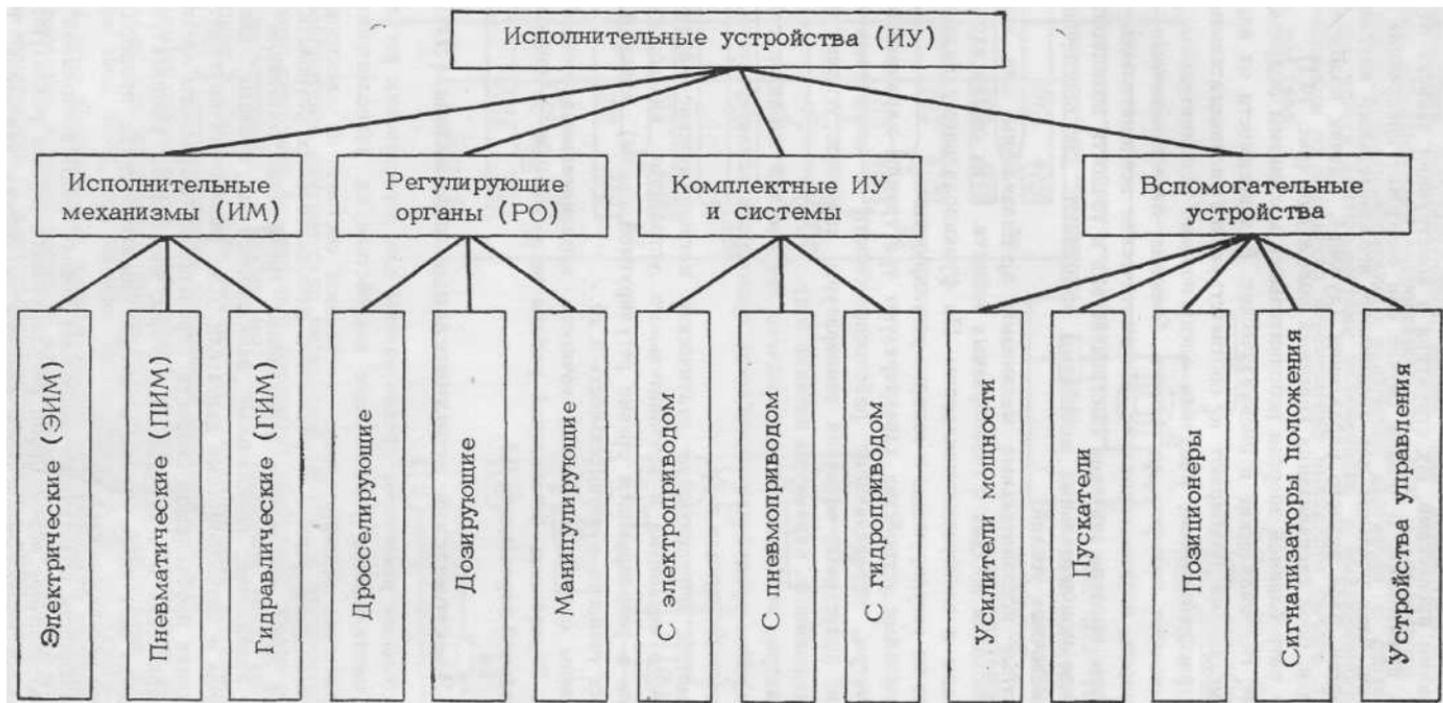 Исполнительные устройства (ИУ)
Исполнительные
механизмы (ИМ)
Регулирующие
органы (РО)
Комплектные ИУ
и системы
Вспомогательные
устройства
Электрические (ЭИМ)
Пневматические (ПИМ)
Гидравлические (ГИМ)
Дросселирующие
Дозирующие
Манипулирующие
С электроприводом
С пневмоприводом
С гидроприводом
Усилители мощности
Пускатели
Позиционеры
Сигнализаторы положения
Устройства управления